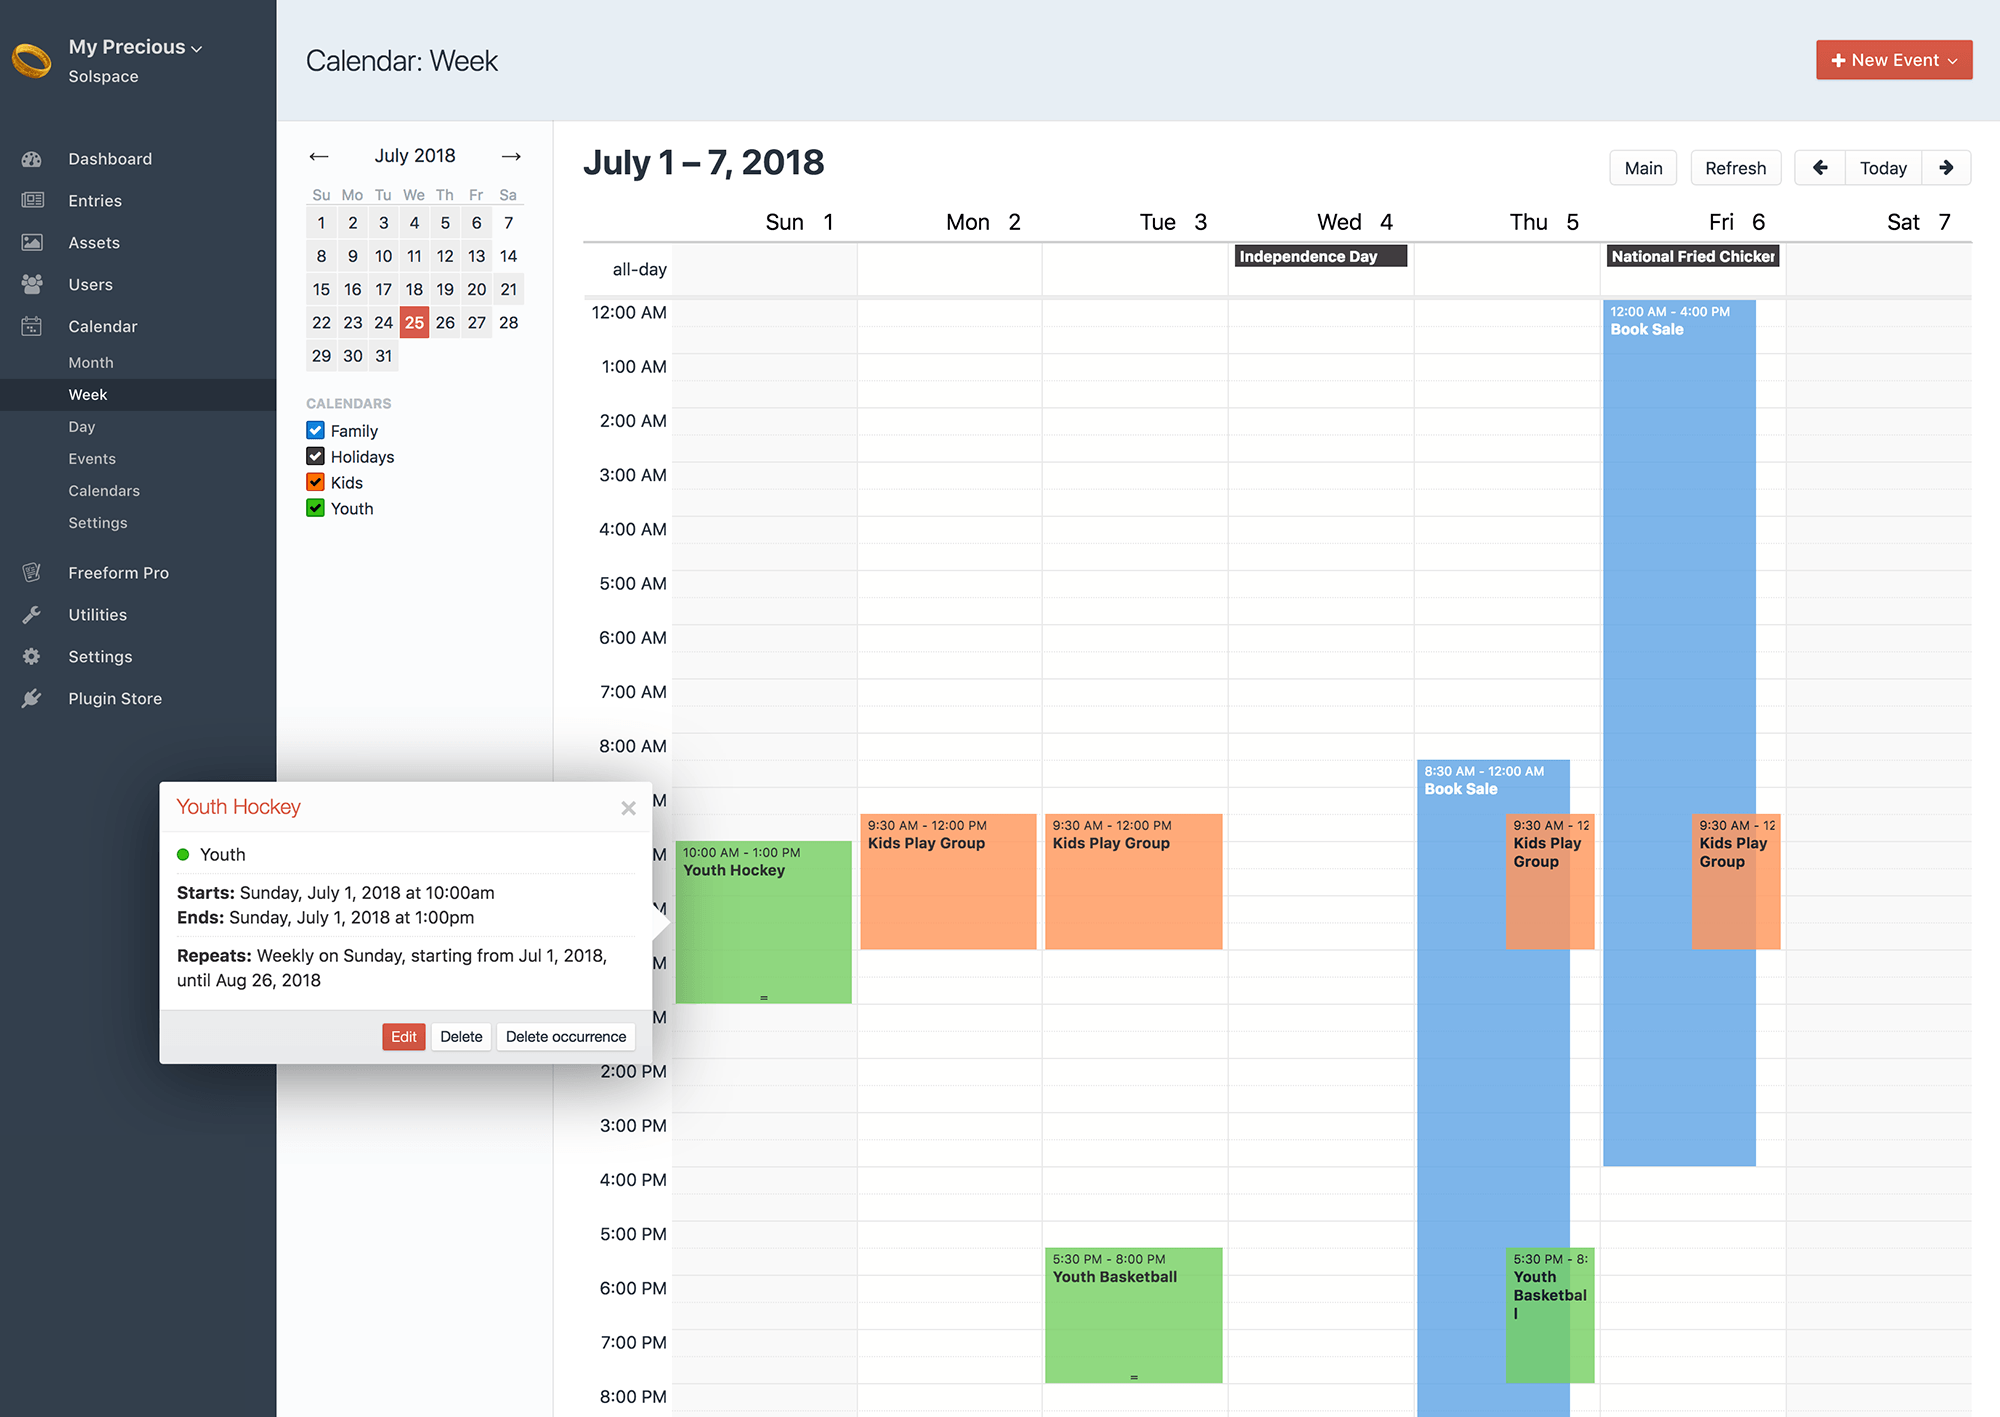 My Precious
Solspace
Dashboard
Entries
Assets
Users
Calendar
Month
Week
Day
Events
Calendars
Settings
Freeform Pro
Utilities
Settings
Plugin Store
Calendar: Week
New Event
July 2018
Su Mo Tu We Th Fr Sa
1 2 3 4 5 6 7
8 9 10 11 12 13 14
15 16 17 18 19 20 21
22 23 24 25 26 27 28
29 30 31
CALENDARS
Family
Holidays
Kids
Youth
July 1 – 7, 2018
Main
Refresh
Today
Sun 1
Mon 2
Tue 3
Wed 4
Thu 5
Fri 6
Sat 7
all-day
Independence Day
National Fried Chicken
12:00 AM
1:00 AM
2:00 AM
3:00 AM
4:00 AM
5:00 AM
6:00 AM
7:00 AM
8:00 AM
M
M
M
M
M
2:00 PM
3:00 PM
4:00 PM
5:00 PM
6:00 PM
7:00 PM
8:00 PM
10:00 AM - 1:00 PM
Youth Hockey
9:30 AM - 12:00 PM
Kids Play Group
9:30 AM - 12:00 PM
Kids Play Group
5:30 PM - 8:00 PM
Youth Basketball
8:30 AM - 12:00 AM
Book Sale
9:30 AM - 12
Kids Play
Group
5:30 PM - 8:
Youth
Basketbal
l
12:00 AM - 4:00 PM
Book Sale
9:30 AM - 12
Kids Play
Group
Youth Hockey
Youth
Starts: Sunday, July 1, 2018 at 10:00am
Ends: Sunday, July 1, 2018 at 1:00pm
Repeats: Weekly on Sunday, starting from Jul 1, 2018,
until Aug 26, 2018
Edit
Delete
Delete occurrence